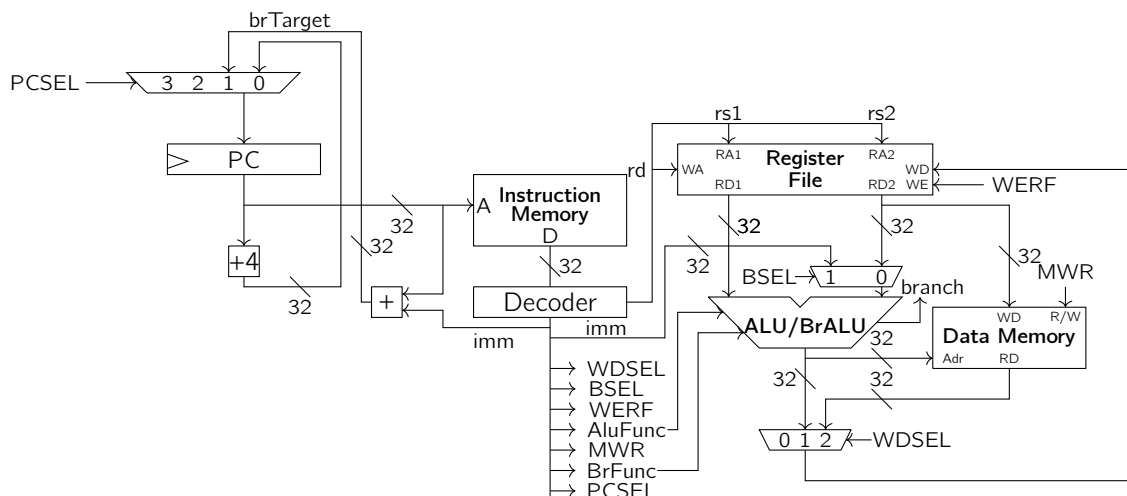 brTarget
PCSEL
3 2 1 0
PC
32
+4
32
32
+
imm
A
Instruction
Memory
D
32
Decoder
imm
WDSEL
BSEL
WERF
AluFunc
MWR
BrFunc
PCSEL
rs1
rs2
rd
WA
RA1
Register
File
RA2
WD
RD1
RD2
WE
WERF
32
32
32
32
BSEL
1 0
branch
MWR
ALU/BrALU
32
WD
R/W
Data Memory
Adr
RD
32
32
0 1 2
WDSEL